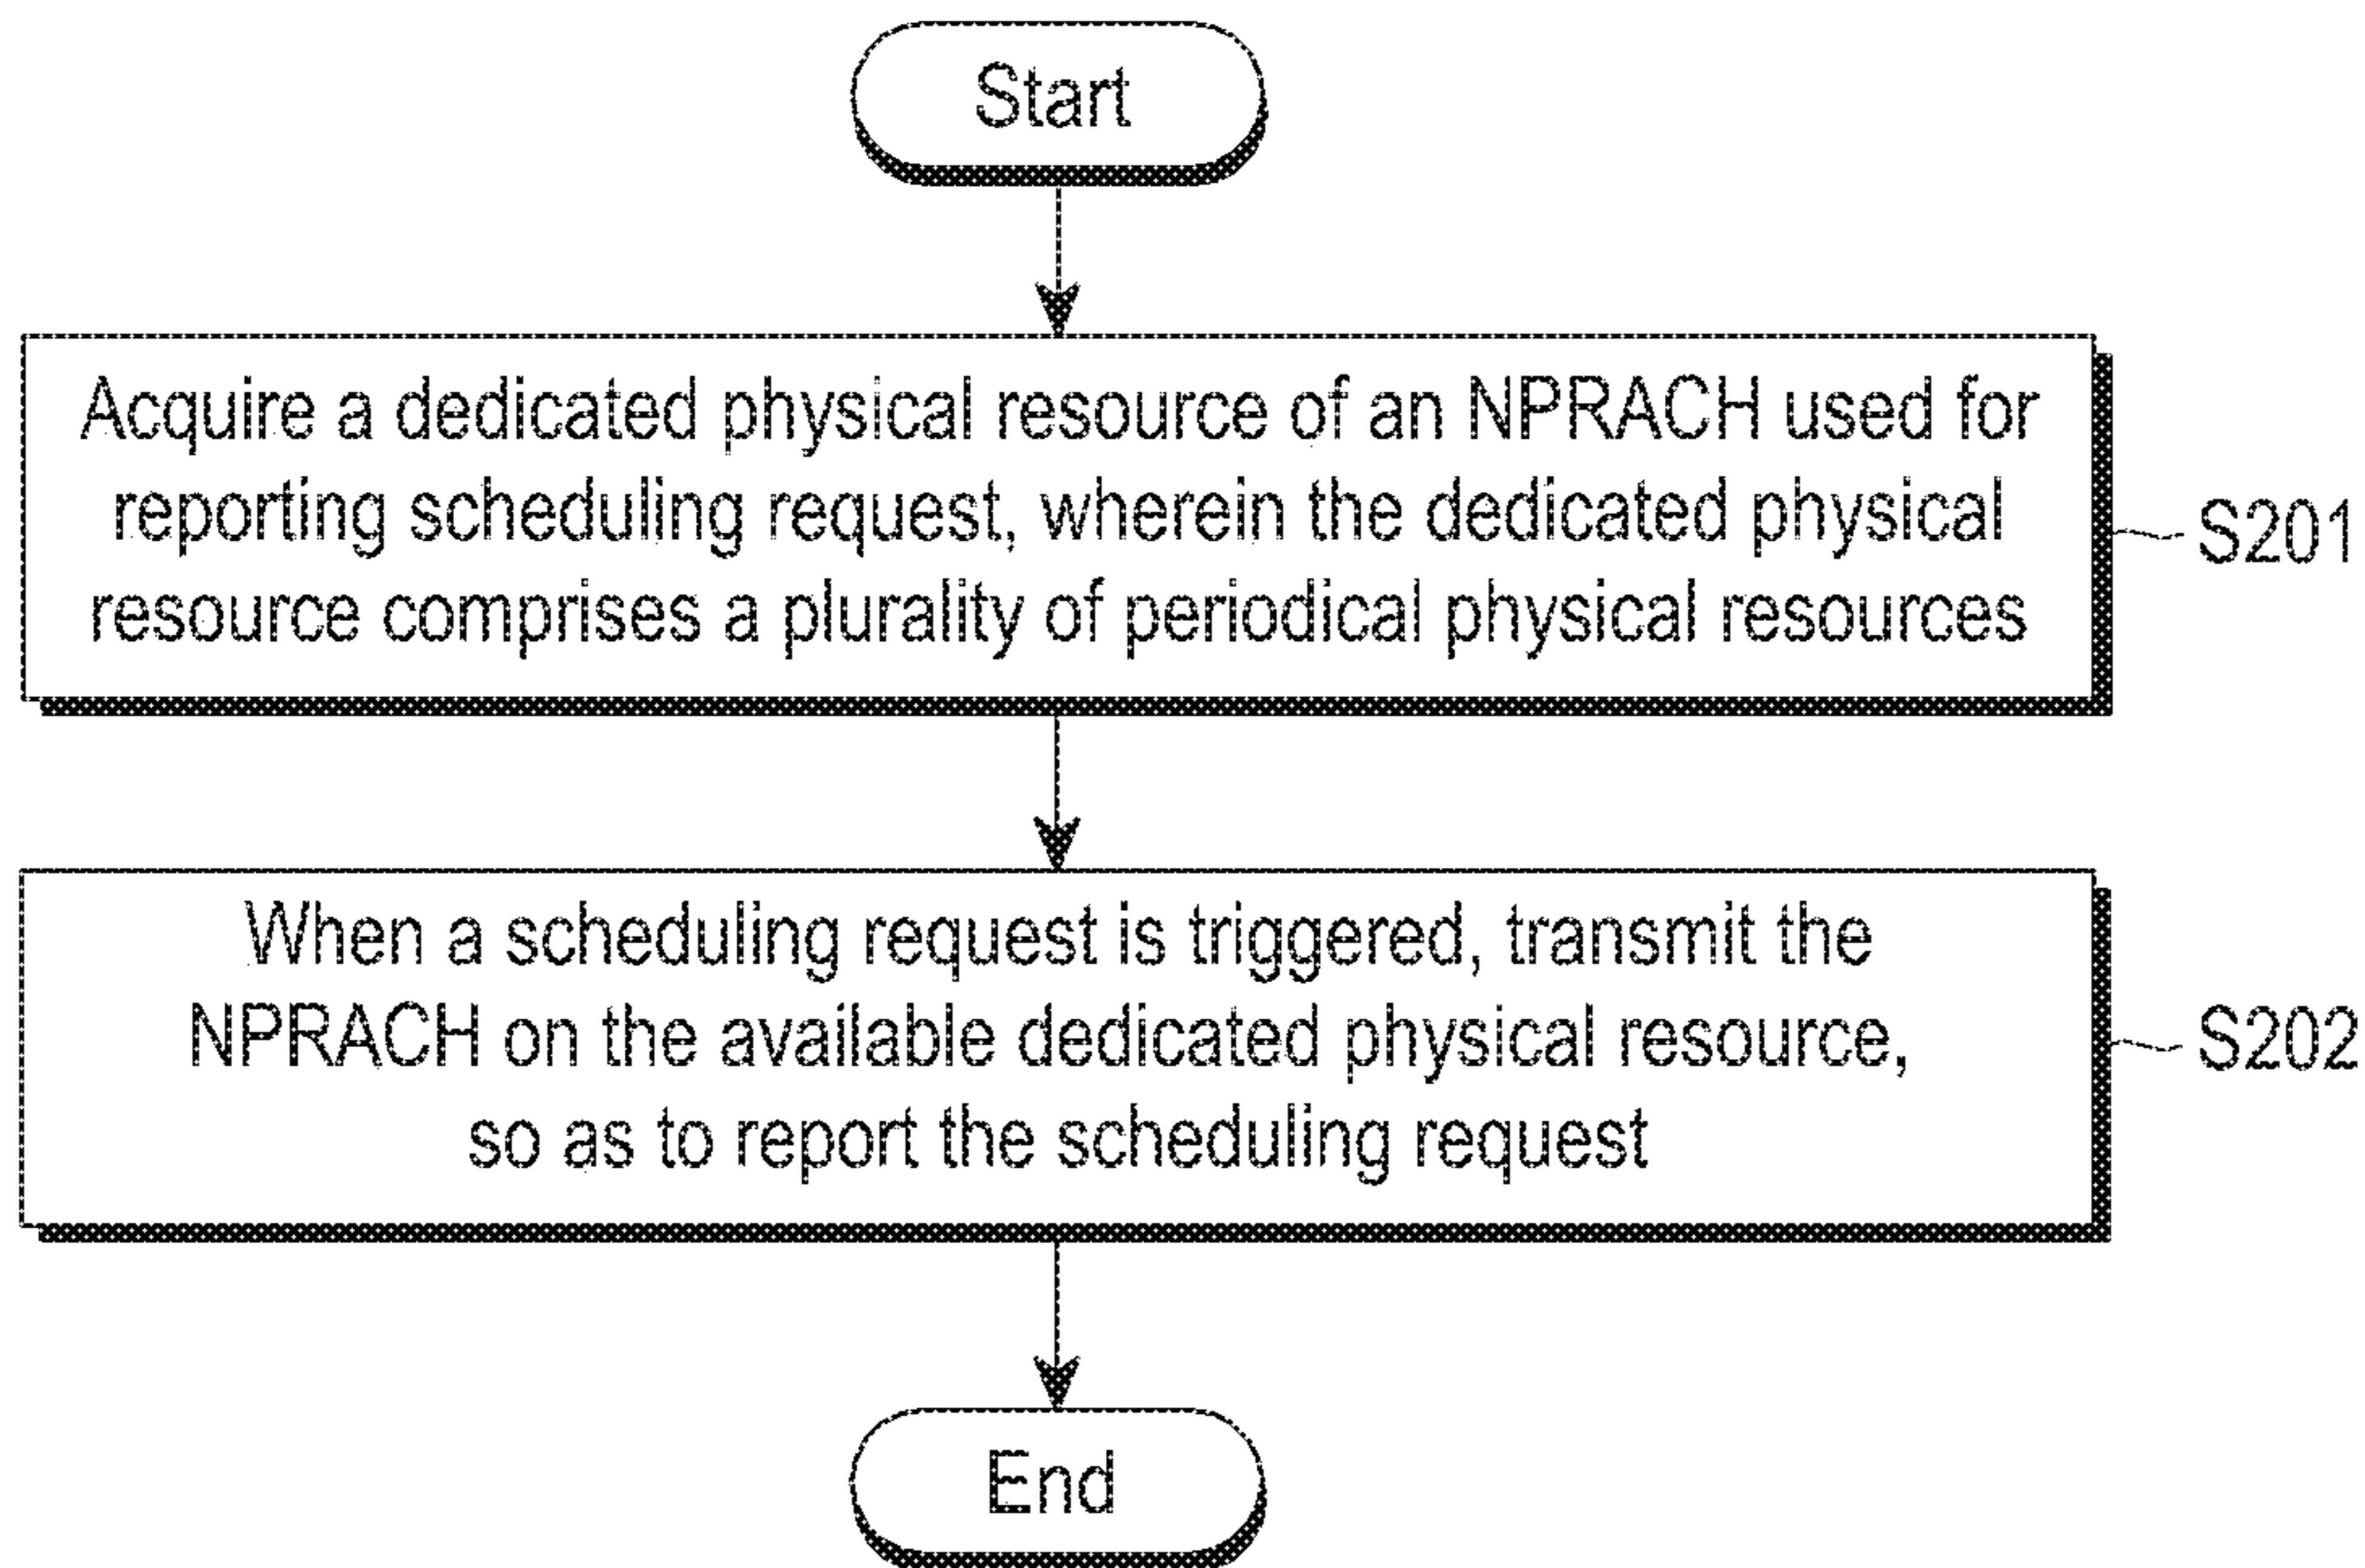 Start
Acquire a dedicated physical resource of an NPRACH used for
reporting scheduling request, wherein the dedicated physical
resource comprises a plurality of periodical physical resources
S201
When a scheduling request is triggered, transmit the
NPRACH on the available dedicated physical resource,
so as to report the scheduling request
S202
End